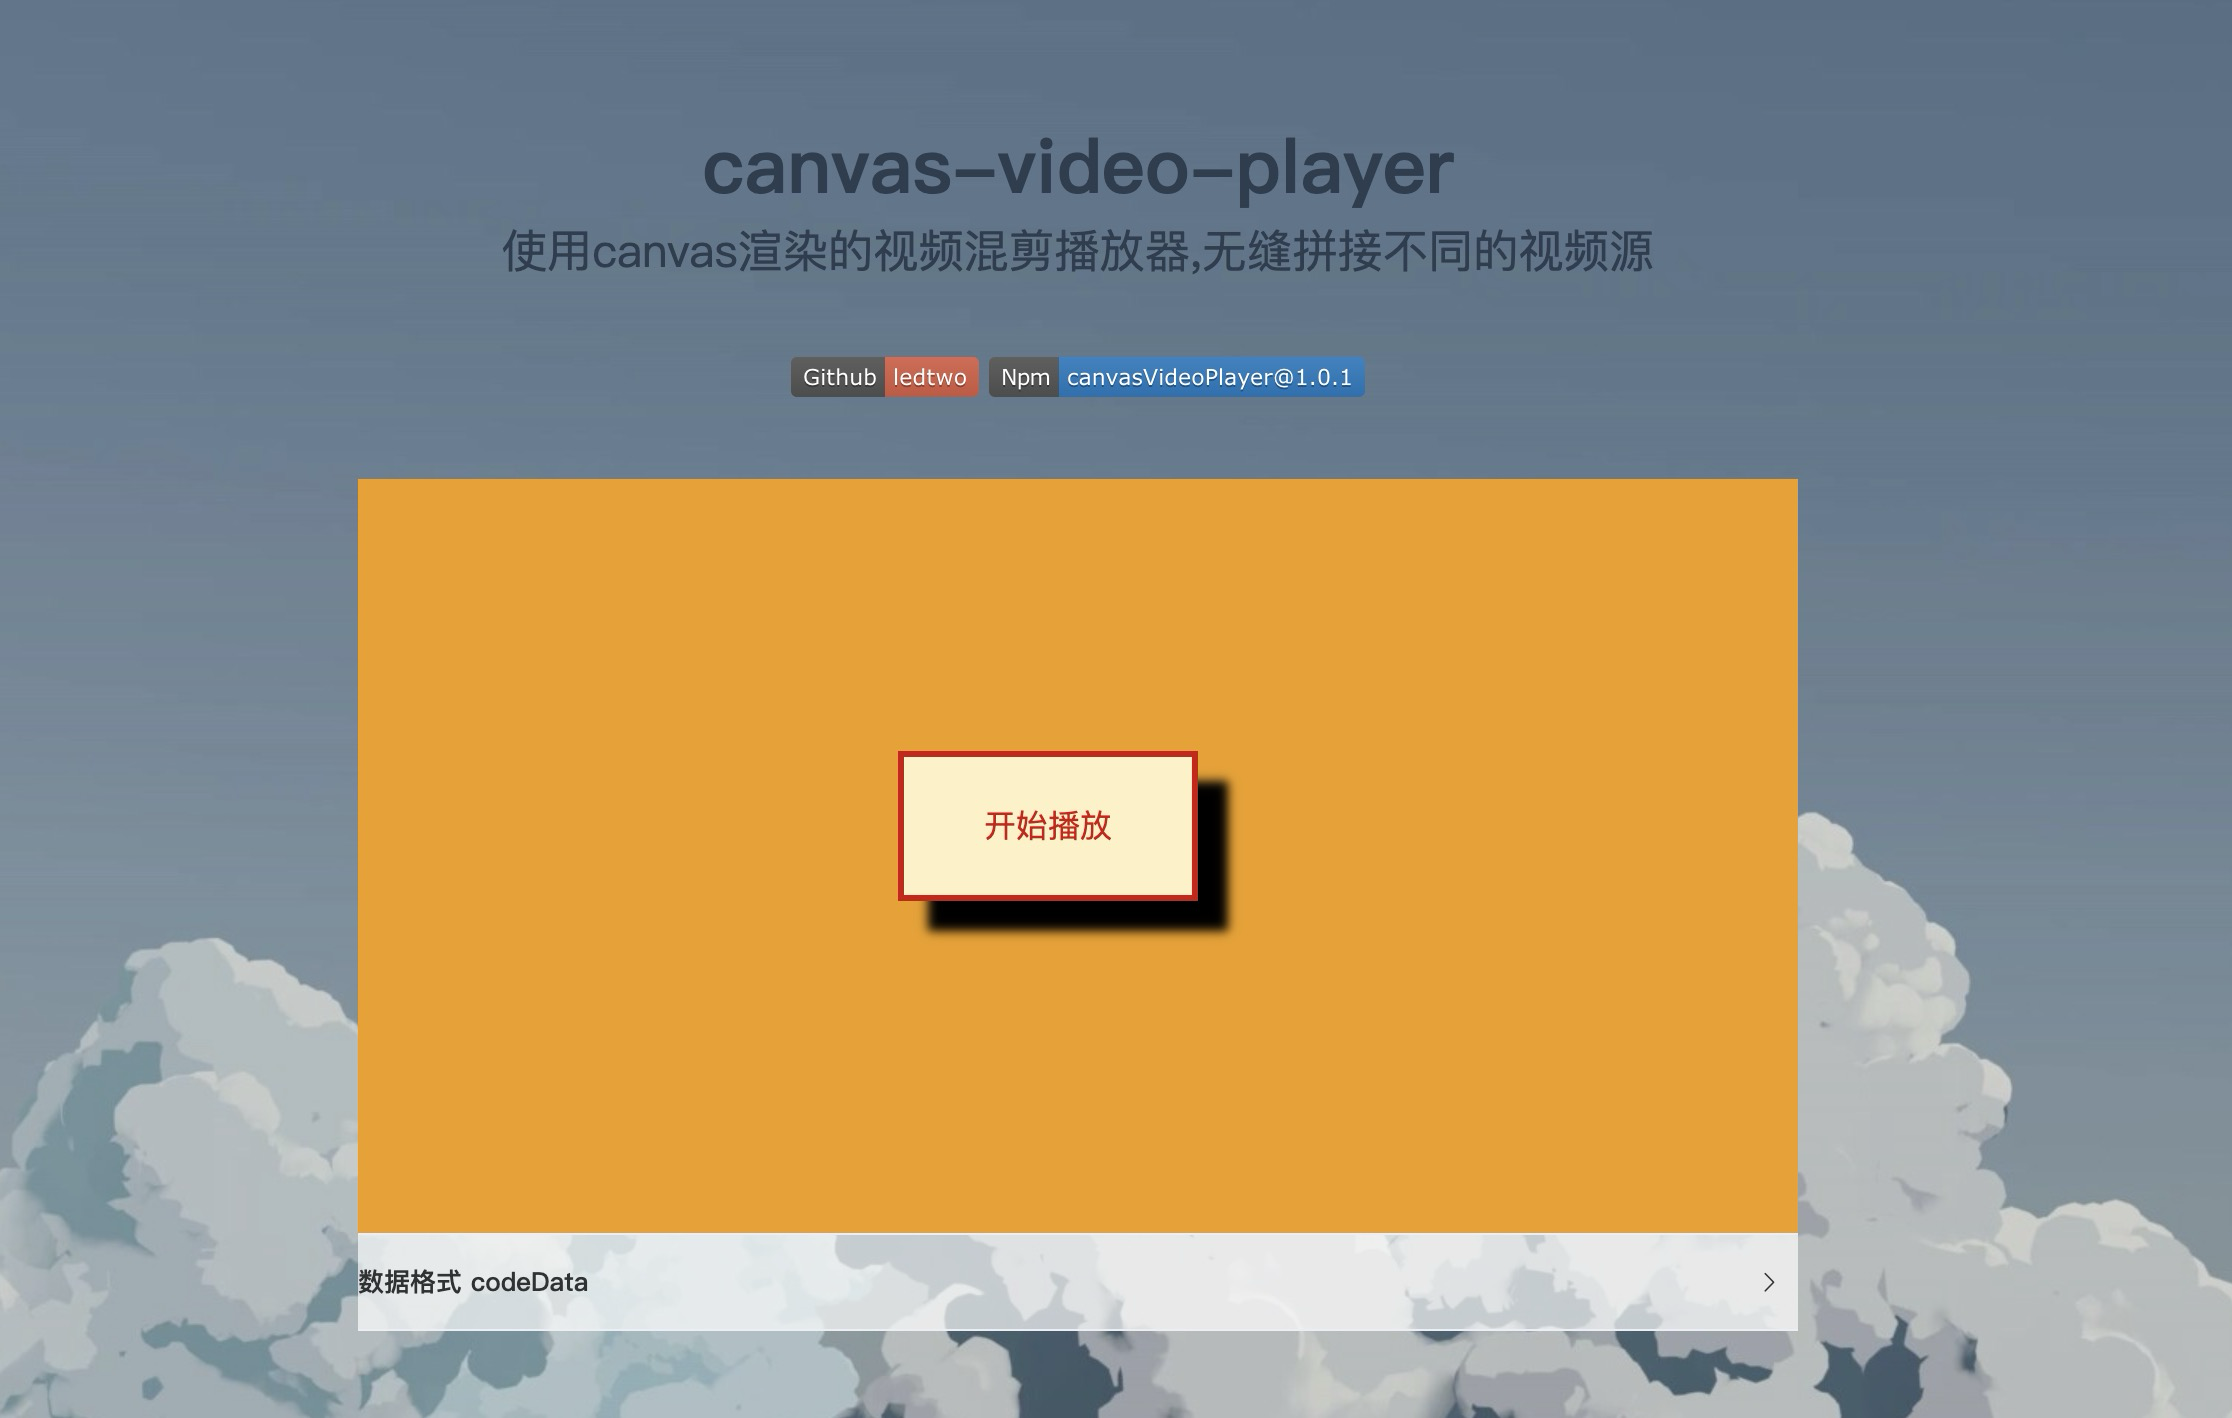 canvas-video-player
使用canvas渲染的视频混剪播放器,无缝拼接不同的视频源
Github ledtwo Npm canvasVideoPlayer@1.0.1
开始播放
数据格式 codeData